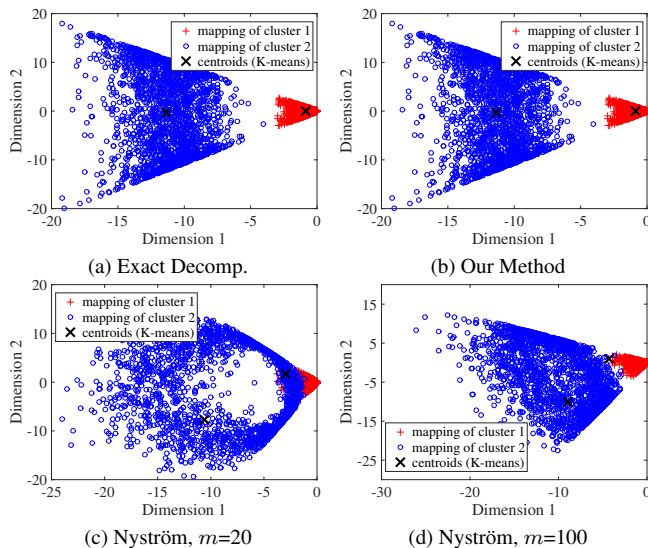 20
10
0
-10
-20
Dimension 2
mapping of cluster 1
mapping of cluster 2
centroids (K-means)
-20 -15 -10 -5 0
Dimension 1
(a) Exact Decomp.
20
10
0
-10
-20
Dimension 2
mapping of cluster 1
mapping of cluster 2
centroids (K-means)
-20 -15 -10 -5 0
Dimension 1
(b) Our Method
20
10
0
-10
-20
Dimension 2
mapping of cluster 1
mapping of cluster 2
centroids (K-means)
-20 -15 -10 -5 0
Dimension 1
(c) Nyström, m=20
15
5
-5
-15
-25
Dimension 2
mapping of cluster 1
mapping of cluster 2
centroids (K-means)
-30 -20 -10 0
Dimension 1
(d) Nyström, m=100